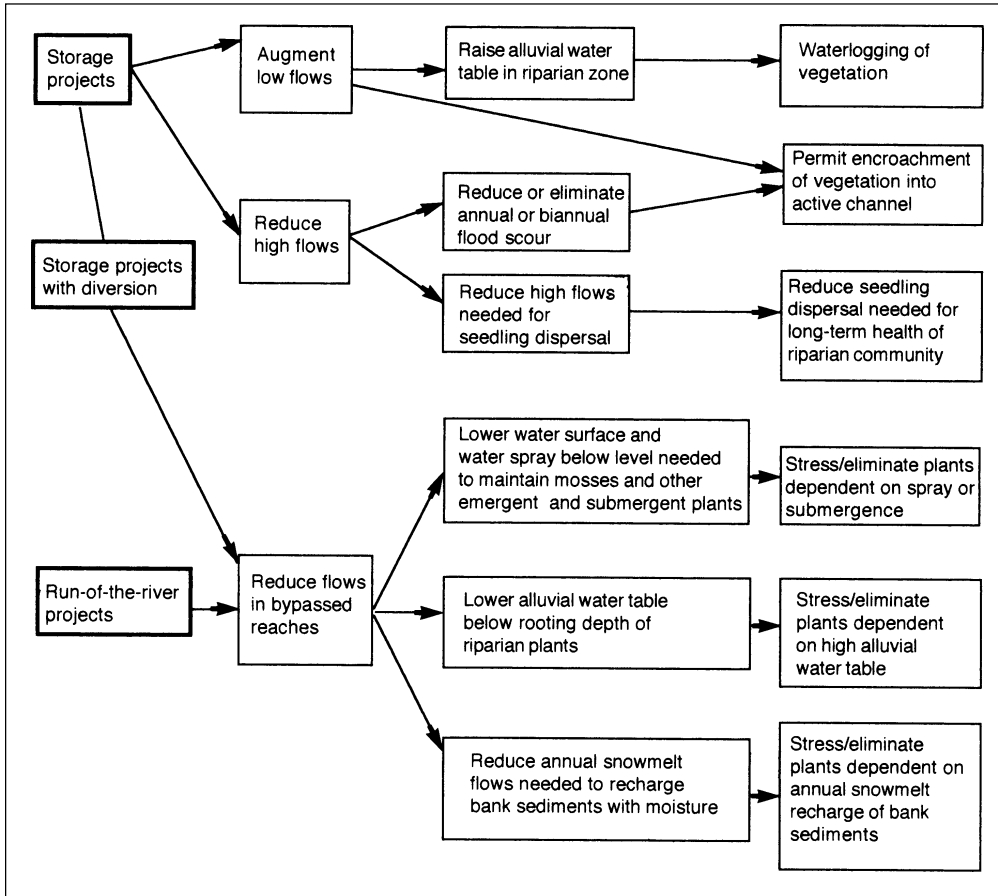 Storage
projects
Augment
low flows
Raise alluvial water
table in riparian zone
Waterlogging of
vegetation
Permit encroachment
of vegetation into
active channel
Reduce
high flows
Reduce or eliminate
annual or biannual
flood scour
Storage projects
with diversion
Reduce high flows
needed for
seedling dispersal
Reduce seedling
dispersal needed for
long-term health of
riparian community
Lower water surface and
water spray below level needed
to maintain mosses and other
emergent and submergent plants
Stress/eliminate plants
dependent on spray or
submergence
Run-of-the-river
projects
Reduce flows
in bypassed
reaches
Lower alluvial water table
below rooting depth of
riparian plants
Stress/eliminate
plants dependent
on high alluvial
water table
Reduce annual snowmelt
flows needed to recharge
bank sediments with moisture
Stress/eliminate
plants dependent on
annual snowmelt
recharge of bank
sediments